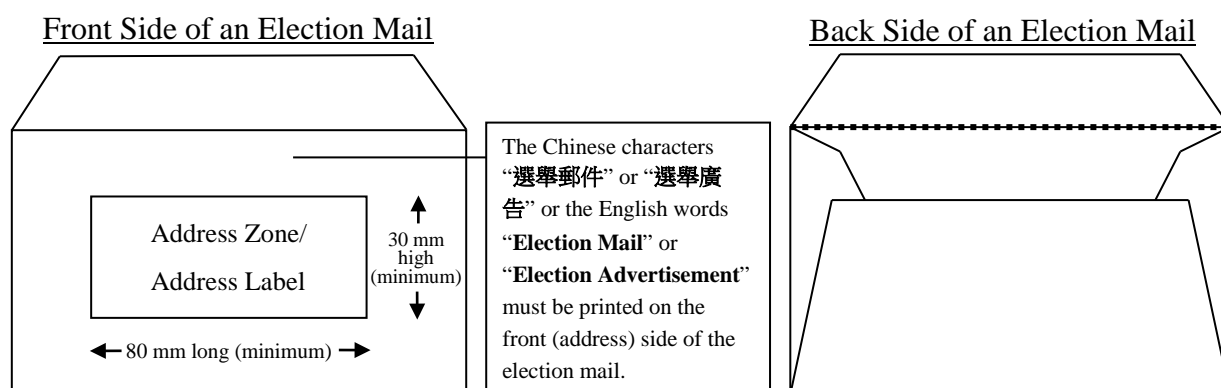 Front Side of an Election Mail
Back Side of an Election Mail
Address Zone/
Address Label
30 mm
high
(minimum)
80 mm long (minimum)
The Chinese characters
“選舉郵件” or “選舉廣
告” or the English words
“Election Mail” or
“Election Advertisement”
must be printed on the
front (address) side of the
election mail.